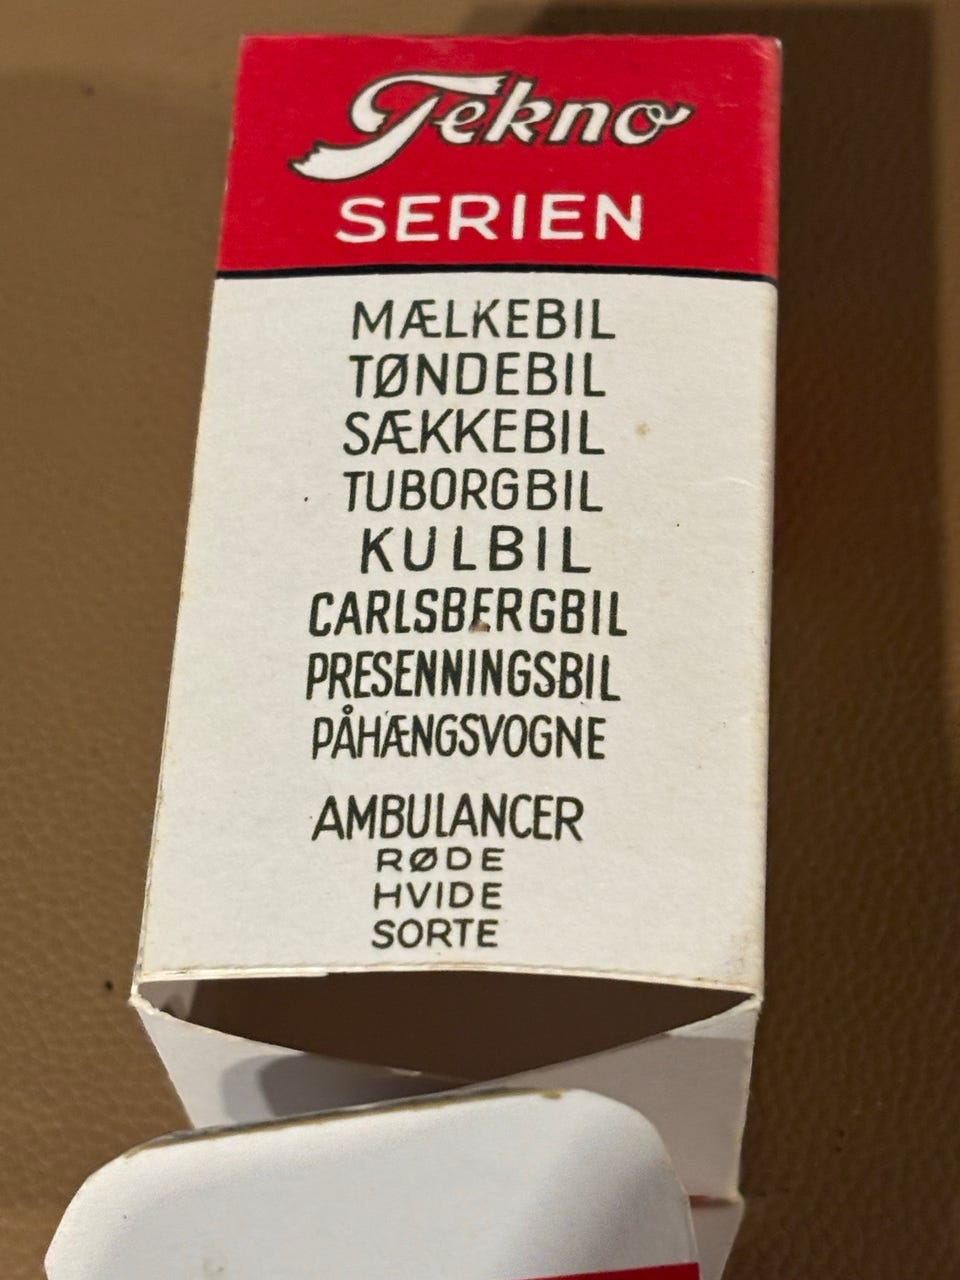 Tekno
SERIEN
MÆLKEBIL
TØNDEBIL
SÆKKEBIL
TUBORGBIL
KULBIL
CARLSBERGBIL
PRESENNINGSBIL
PÅHÆNGSVOGNE
AMBULANCER
RØDE
HVIDE
SORTE